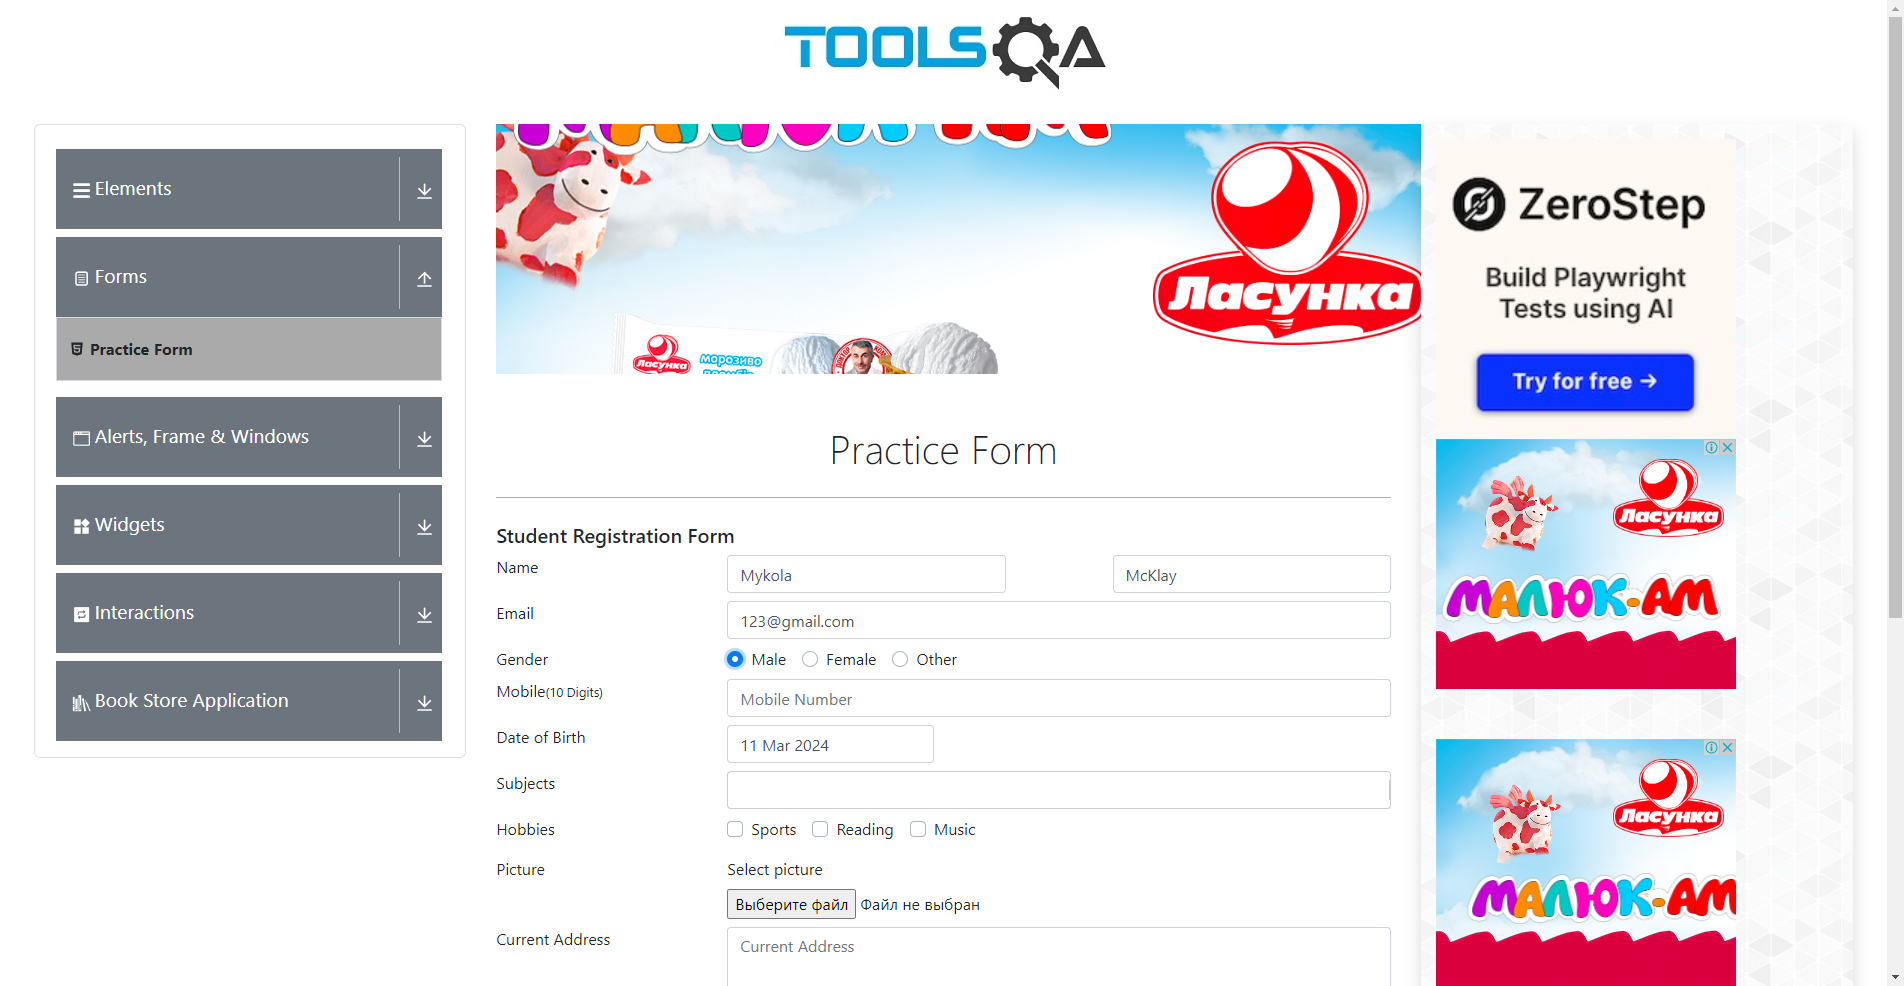 TOOLSQA
Elements
Forms
Practice Form
Alerts, Frame & Windows
Widgets
Interactions
Book Store Application
Ласунка
Ласунка
морозиво
Practice Form
Student Registration Form
Name
Mykola
McKlay
Email
123@gmail.com
Gender
Male
Female
Other
Mobile(10 Digits)
Mobile Number
Date of Birth
11 Mar 2024
Subjects
Hobbies
Sports
Reading
Music
Picture
Select picture
Выберите файл
Файл не выбран
Current Address
Current Address
ZeroStep
Build Playwright
Tests using AI
Try for free →
Ласунка
МАЛЮК-АМ
Ласунка
МАЛЮК-АМ